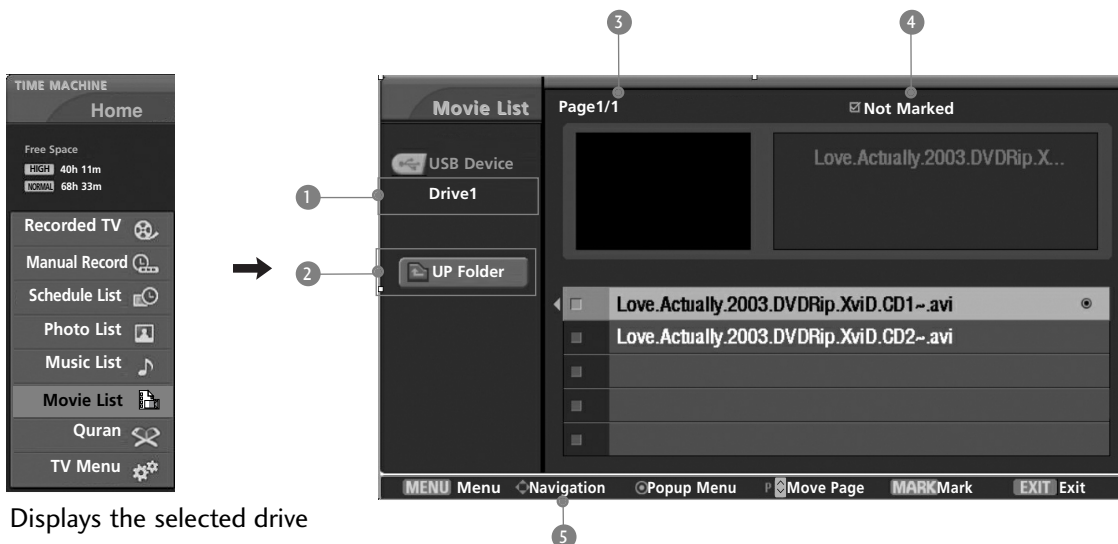 3
4
TIME MACHINE
Home
Free Space
HIGH 40h 11m
NORMAL 68h 33m
Recorded TV
Manual Record
Schedule List
Photo List
Music List
Movie List
Quran
TV Menu
Movie List
Page1/1
Not Marked
USB Device
Love.Actually.2003.DVDRip.X...
1
Drive1
2
UP Folder
Love.Actually.2003.DVDRip.XviD.CD1~.avi
Love.Actually.2003.DVDRip.XviD.CD2~.avi
MENU Menu Navigation Popup Menu P Move Page MARK Mark EXIT Exit
Displays the selected drive
5